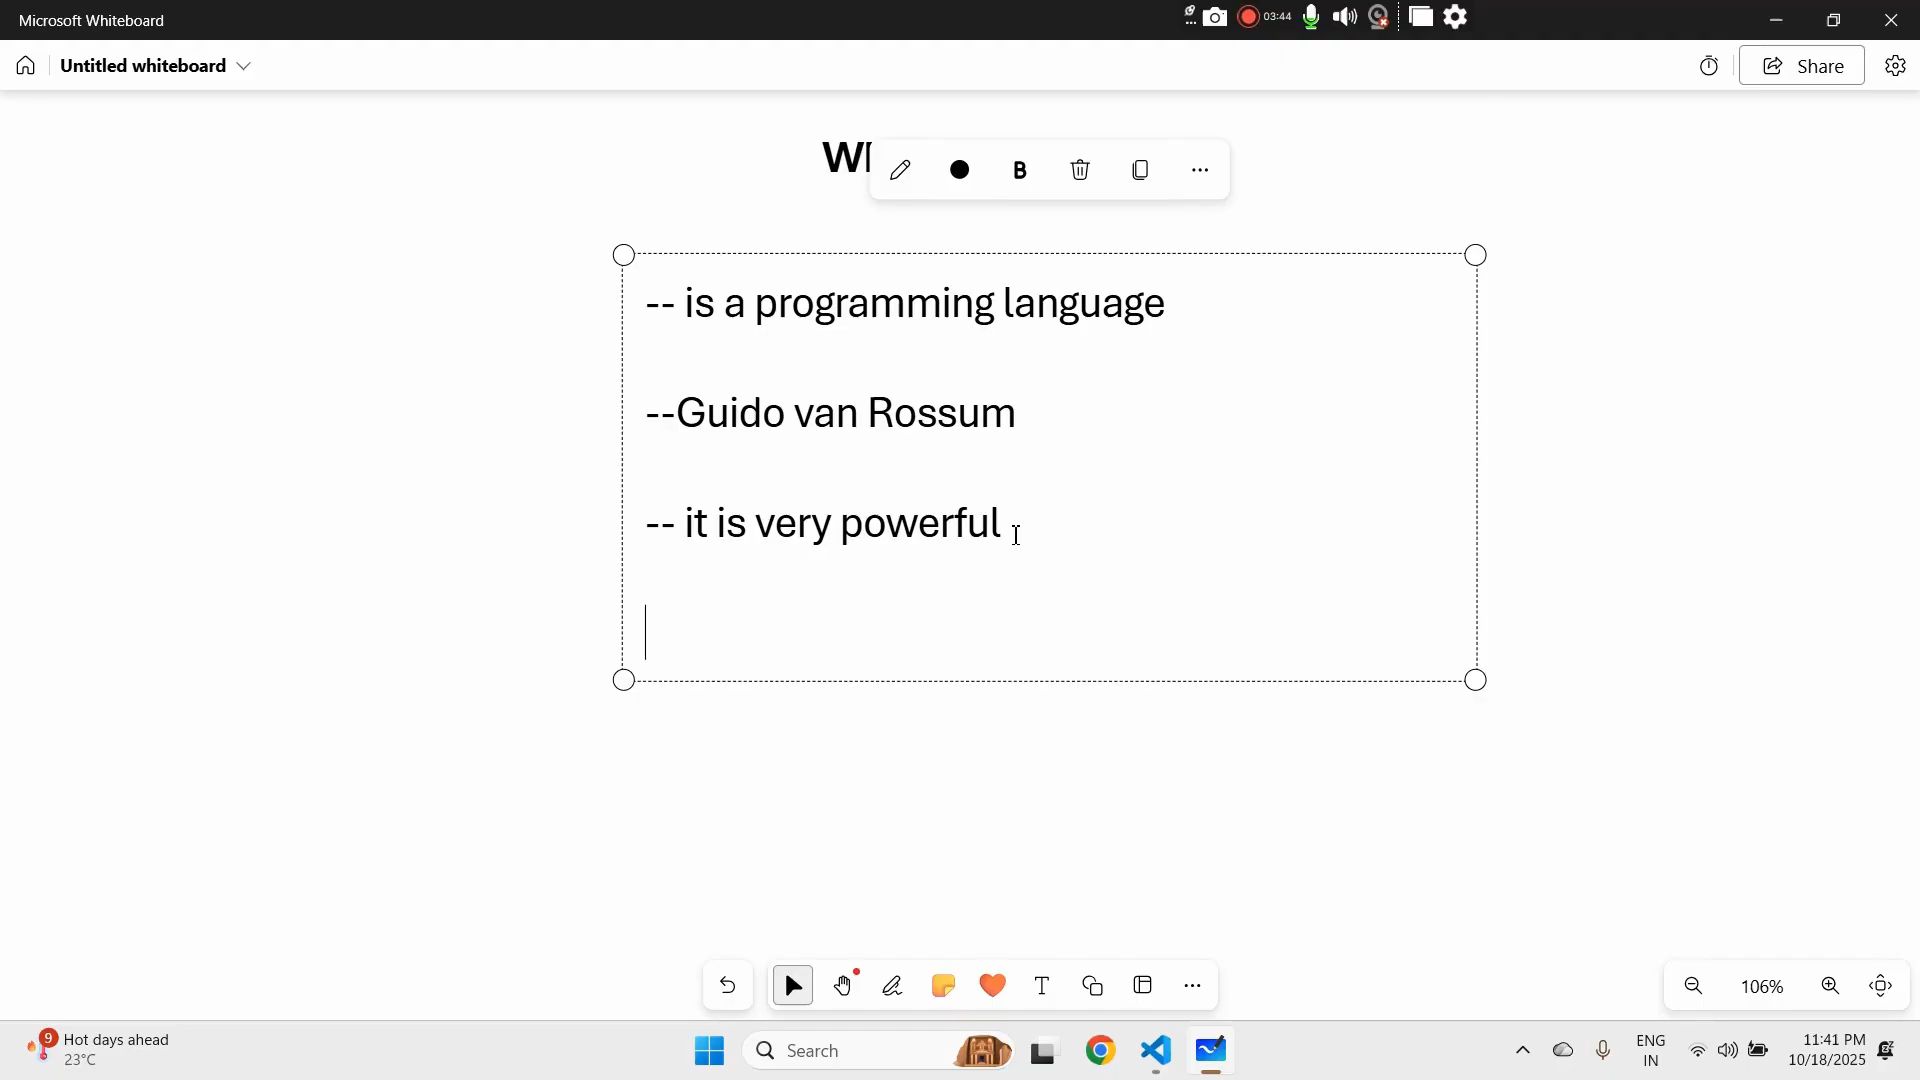 Microsoft Whiteboard
03:44
Untitled whiteboard
Share
B
-- is a programming language
--Guido van Rossum
-- it is very powerful
106%
9
Hot days ahead
23°C
Search
ENG
IN
11:41 PM
10/18/2025